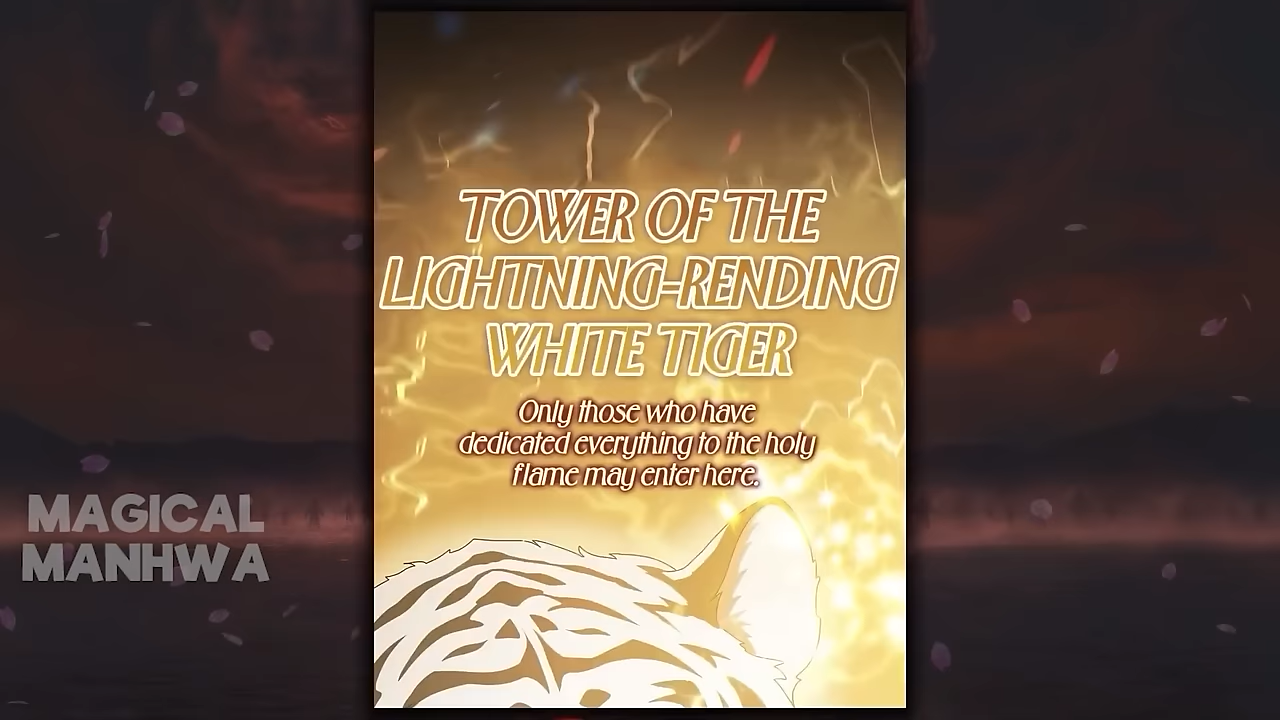 TOWER OF THE
LIGHTNING-RENDING
WHITE TIGER
Only those who have
dedicated everything to the holy
flame may enter here.
MAGICAL
MANHWA